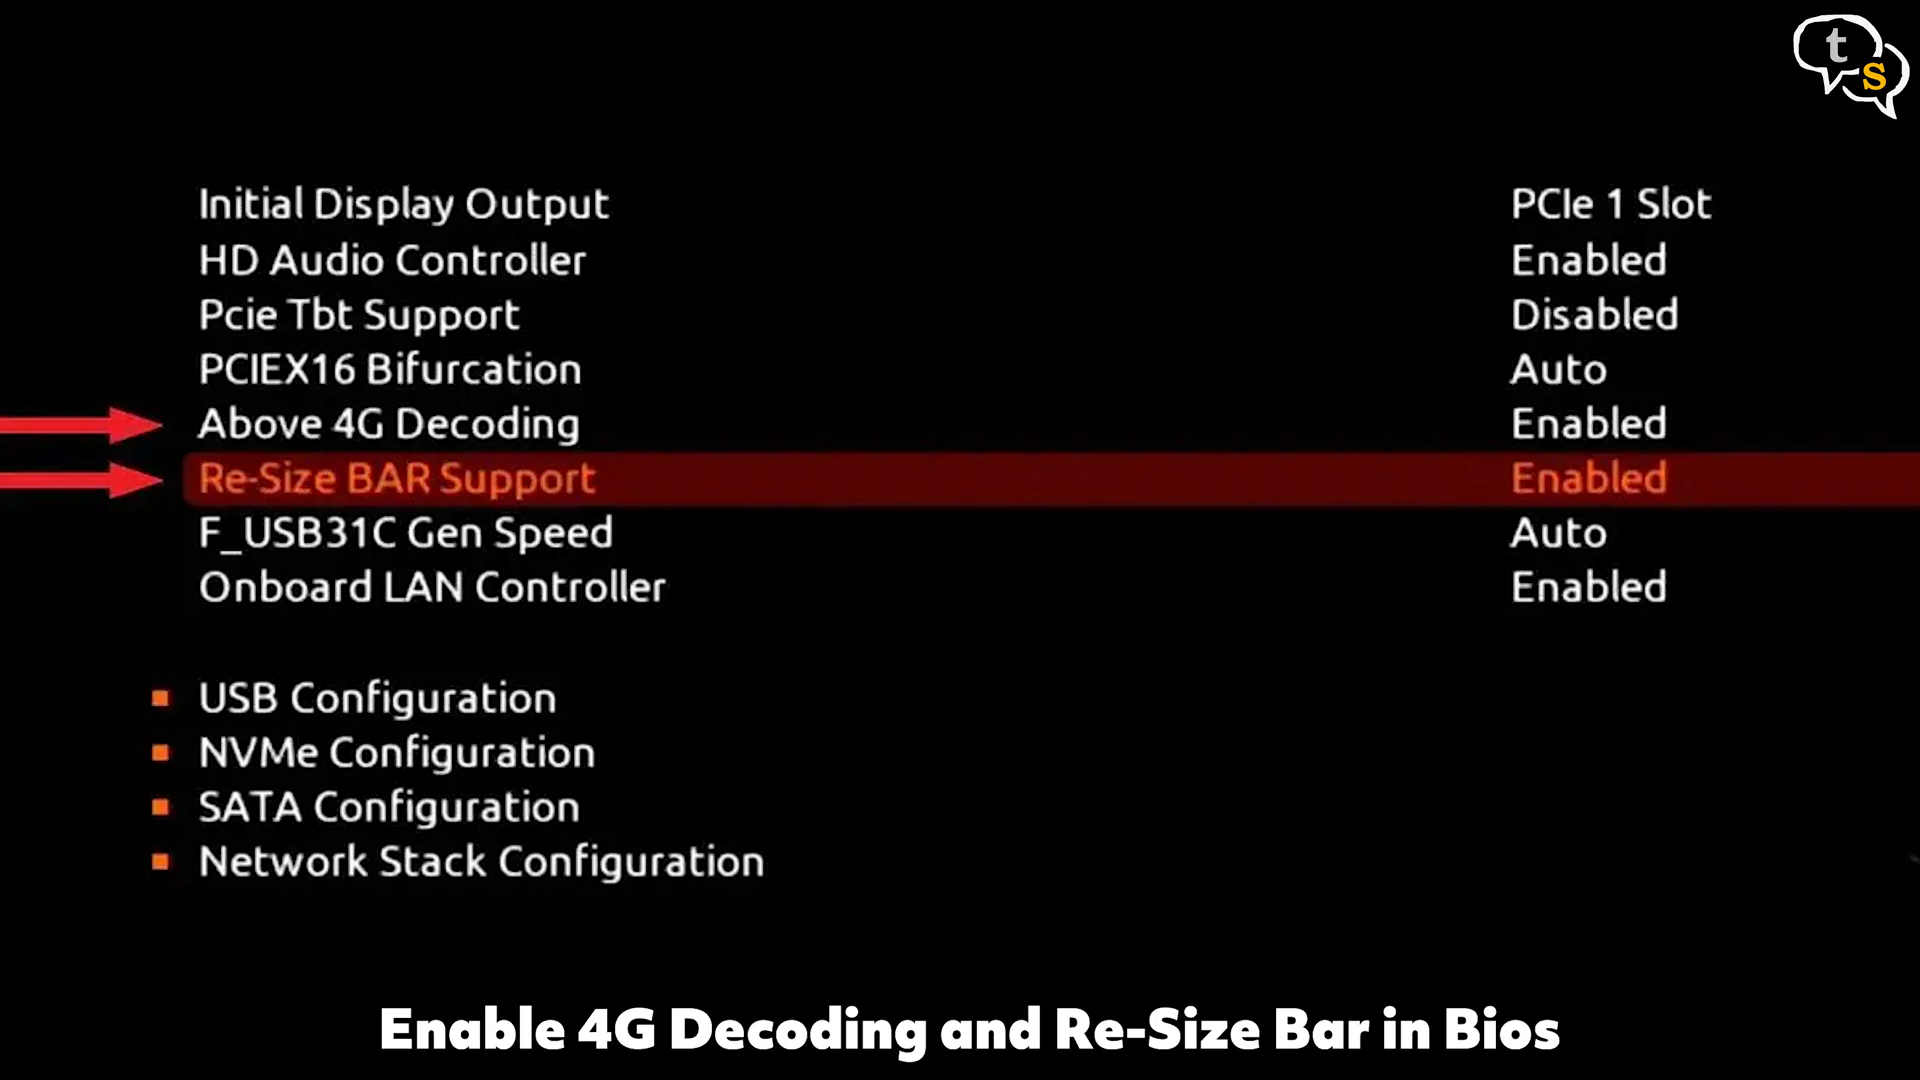 t
s
Initial Display Output PCIe 1 Slot
HD Audio Controller Enabled
Pcie Tbt Support Disabled
PCIEX16 Bifurcation Auto
Above 4G Decoding Enabled
Re-Size BAR Support Enabled
F_USB31C Gen Speed Auto
Onboard LAN Controller Enabled
USB Configuration
NVMe Configuration
SATA Configuration
Network Stack Configuration
Enable 4G Decoding and Re-Size Bar in Bios